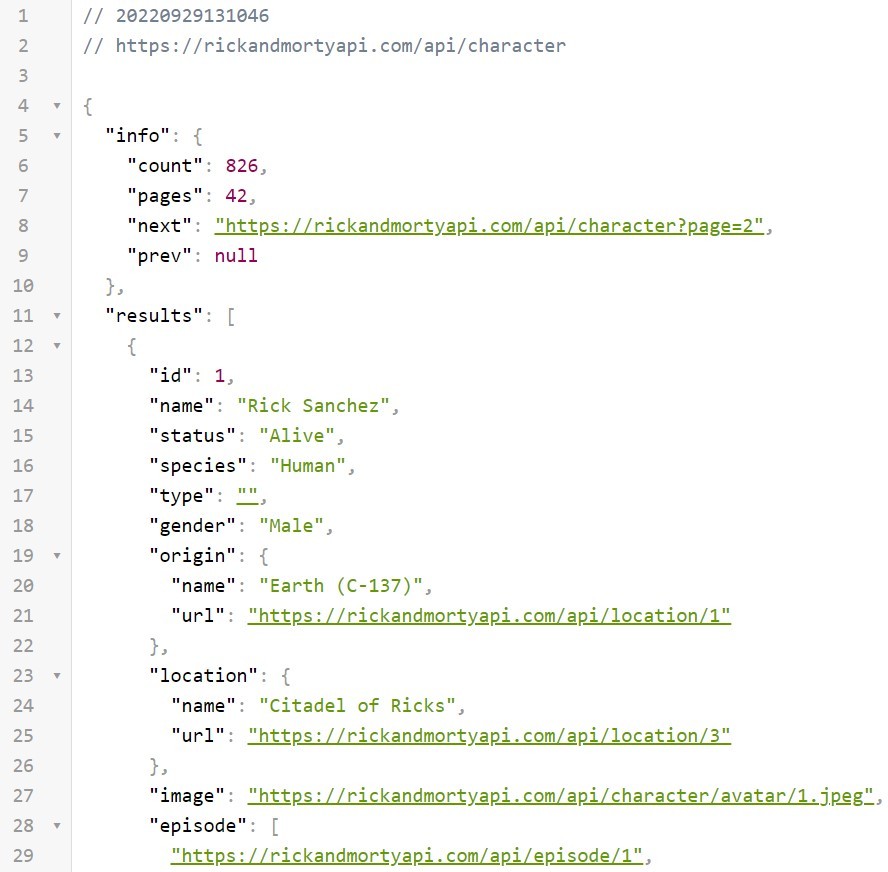 1 // 20220929131046
2 // https://rickandmortyapi.com/api/character
3
4 {
5 "info": {
6 "count": 826,
7 "pages": 42,
8 "next": "https://rickandmortyapi.com/api/character?page=2",
9 "prev": null
10 },
11 "results": [
12 {
13 "id": 1,
14 "name": "Rick Sanchez",
15 "status": "Alive",
16 "species": "Human",
17 "type": "",
18 "gender": "Male",
19 "origin": {
20 "name": "Earth (C-137)",
21 "url": "https://rickandmortyapi.com/api/location/1"
22 },
23 "location": {
24 "name": "Citadel of Ricks",
25 "url": "https://rickandmortyapi.com/api/location/3"
26 },
27 "image": "https://rickandmortyapi.com/api/character/avatar/1.jpeg",
28 "episode": [
29 "https://rickandmortyapi.com/api/episode/1",